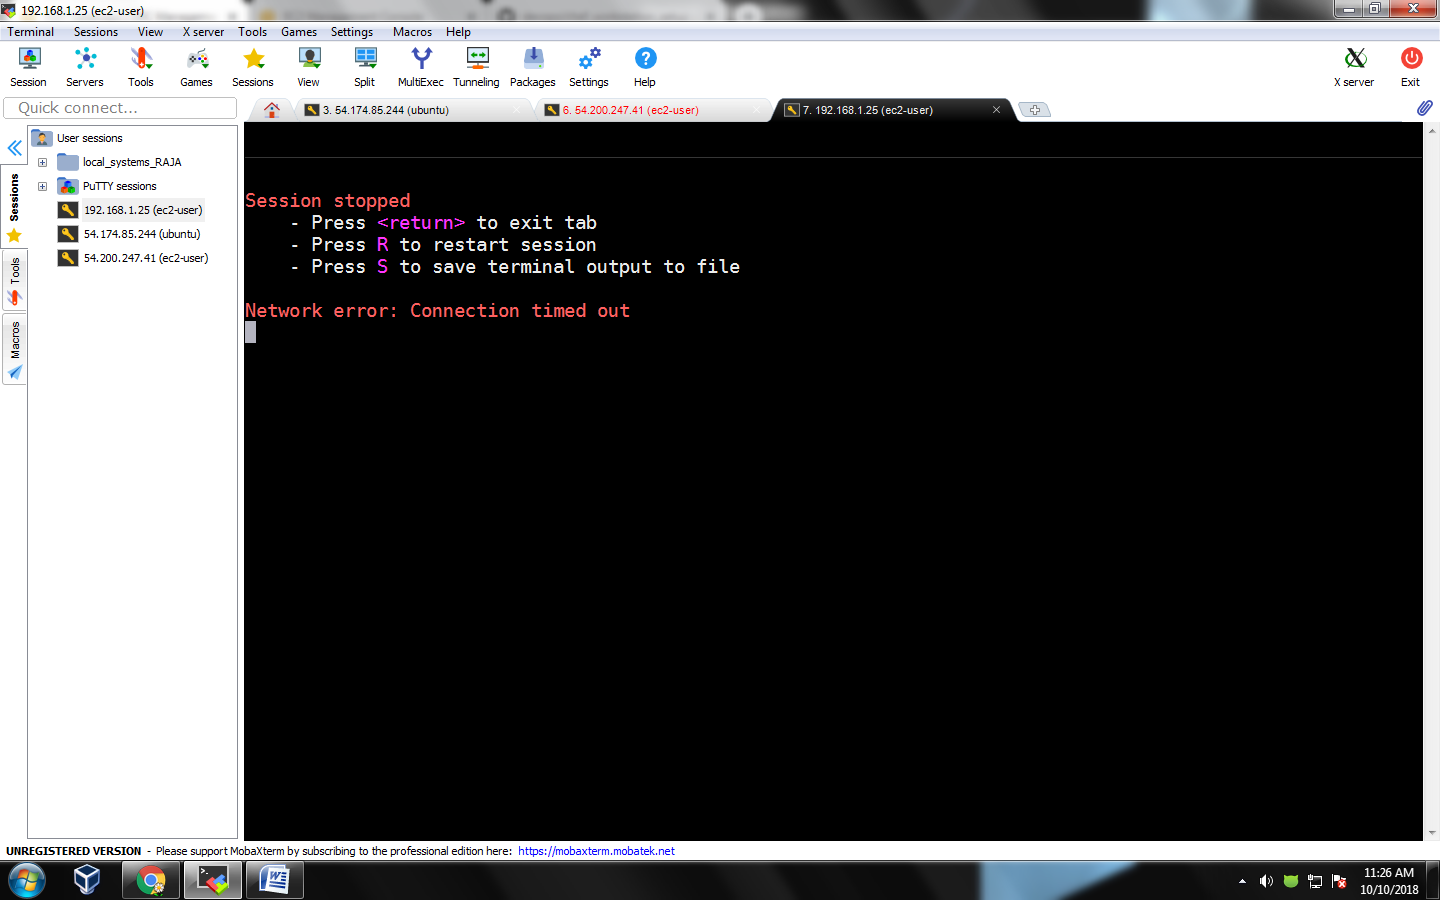 192.168.1.25 (ec2-user)
Terminal Sessions View X server Tools Games Settings Macros Help
Session Servers Tools Games Sessions View Split MultiExec Tunneling Packages Settings Help X server Exit
Quick connect...
3. 54.174.85.244 (ubuntu)
6. 54.200.247.41 (ec2-user)
7. 192.168.1.25 (ec2-user)
Sessions
Tools
Macros
User sessions
local_systems_RAJA
PuTTY sessions
192.168.1.25 (ec2-user)
54.174.85.244 (ubuntu)
54.200.247.41 (ec2-user)
Session stopped
- Press <return> to exit tab
- Press R to restart session
- Press S to save terminal output to file
Network error: Connection timed out
UNREGISTERED VERSION - Please support MobaXterm by subscribing to the professional edition here: https://mobaxterm.mobatek.net
11:26 AM
10/10/2018